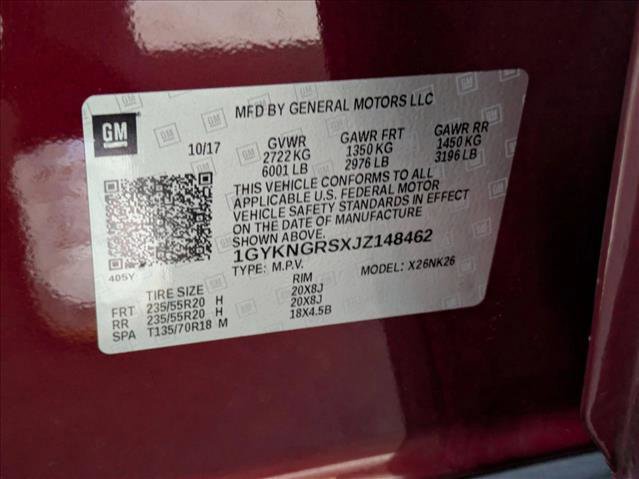 MFD BY GENERAL MOTORS LLC
GM
10/17 GVWR GAWR FRT GAWR RR
2722 KG 1350 KG 1450 KG
6001 LB 2976 LB 3196 LB
THIS VEHICLE CONFORMS TO ALL
APPLICABLE U.S. FEDERAL MOTOR
VEHICLE SAFETY STANDARDS IN EFFECT
ON THE DATE OF MANUFACTURE
SHOWN ABOVE.
1GYKNGRSXJZ148462
405Y TYPE: M.P.V. MODEL: X26NK26
TIRE SIZE RIM
FRT 235/55R20 H 20X8J
RR 235/55R20 H 20X8J
SPA T135/70R18 M 18X4.5B